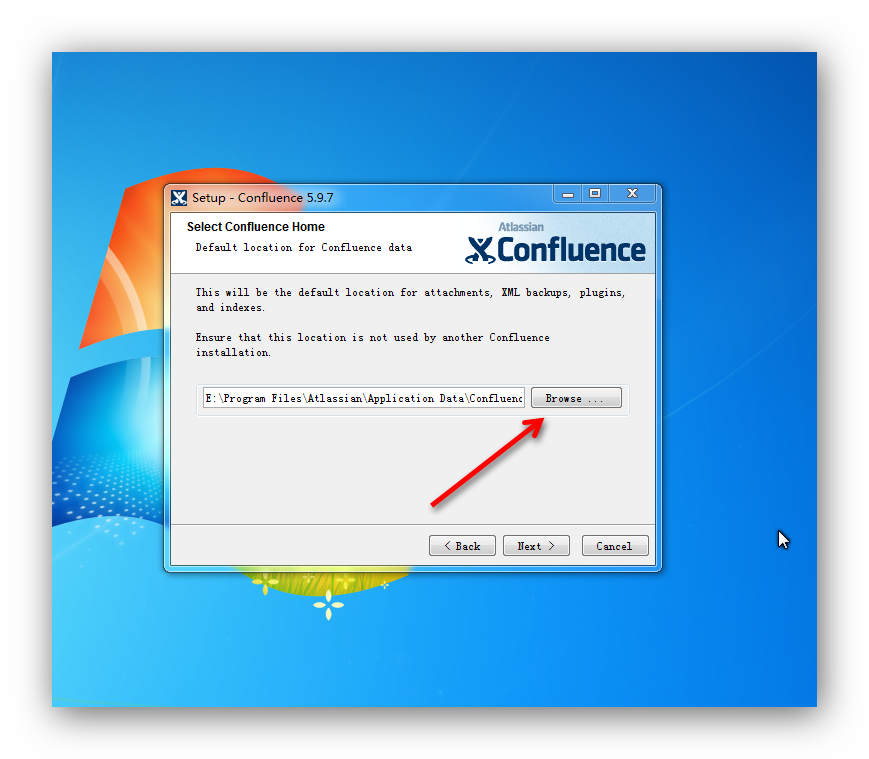 Setup - Confluence 5.9.7
Select Confluence Home
Default location for Confluence data
Atlassian
Confluence
This will be the default location for attachments, XML backups, plugins,
and indexes.
Ensure that this location is not used by another Confluence
installation.
E:\Program Files\Atlassian\Application Data\Confluenc
Browse ...
< Back
Next >
Cancel